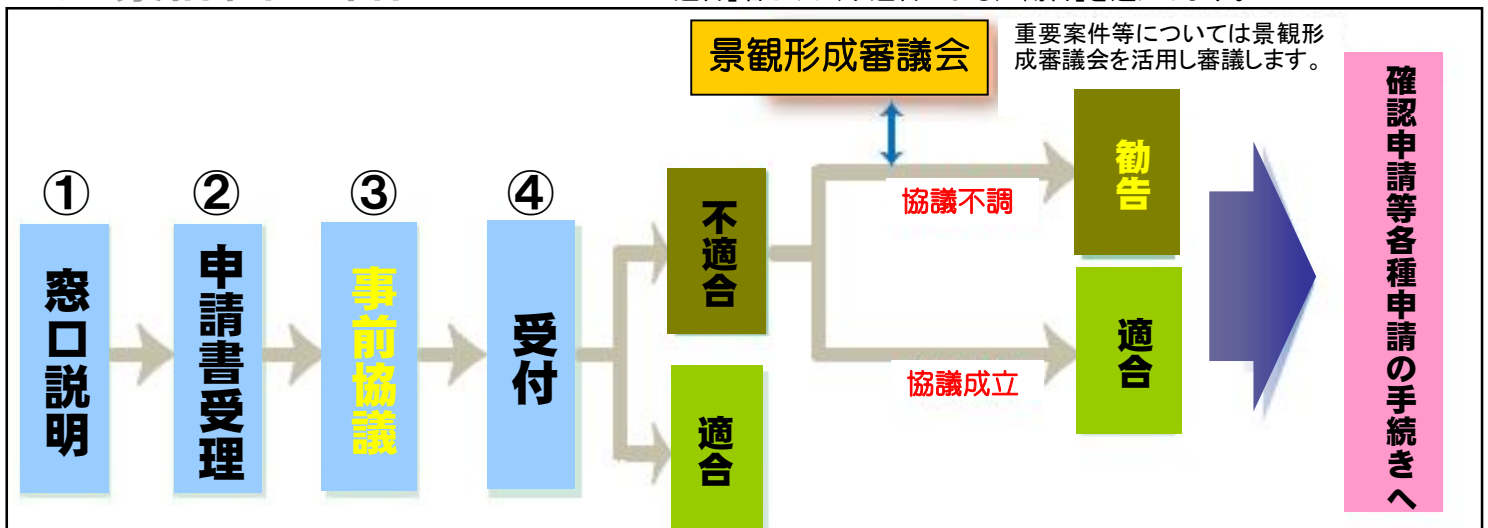 景観形成審議会
重要案件等については景観形
成審議会を活用し審議します。
①
窓口説明
②
申請書受理
③
事前協議
④
受付
不適合
適合
協議不調
勧告
協議成立
適合
確認申請等各種申請の手続きへ